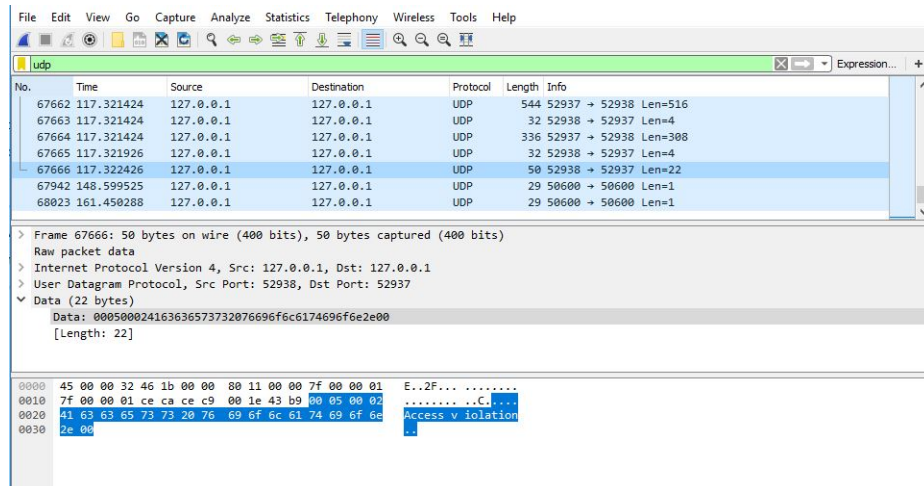 File Edit View Go Capture Analyze Statistics Telephony Wireless Tools Help
udp
Expression... +
No. Time Source Destination Protocol Length Info
67662 117.321424 127.0.0.1 127.0.0.1 UDP 544 52937 → 52938 Len=516
67663 117.321424 127.0.0.1 127.0.0.1 UDP 32 52938 → 52937 Len=4
67664 117.321424 127.0.0.1 127.0.0.1 UDP 336 52937 → 52938 Len=308
67665 117.321926 127.0.0.1 127.0.0.1 UDP 32 52938 → 52937 Len=4
67666 117.322426 127.0.0.1 127.0.0.1 UDP 50 52938 → 52937 Len=22
67942 148.599525 127.0.0.1 127.0.0.1 UDP 29 50600 → 50600 Len=1
68023 161.450288 127.0.0.1 127.0.0.1 UDP 29 50600 → 50600 Len=1
> Frame 67666: 50 bytes on wire (400 bits), 50 bytes captured (400 bits)
Raw packet data
> Internet Protocol Version 4, Src: 127.0.0.1, Dst: 127.0.0.1
> User Datagram Protocol, Src Port: 52938, Dst Port: 52937
Data (22 bytes)
Data: 000500024163636573732076696f6c6174696f6e2e00
[Length: 22]
0000 45 00 00 32 46 1b 00 00 80 11 00 00 7f 00 00 01 E..2F... ........
0010 7f 00 00 01 ce ca ce c9 00 1e 43 b9 00 05 00 02 ........ ..C.....
0020 41 63 63 65 73 73 20 76 69 6f 6c 61 74 69 6f 6e Access v iolation
0030 2e 00 ..